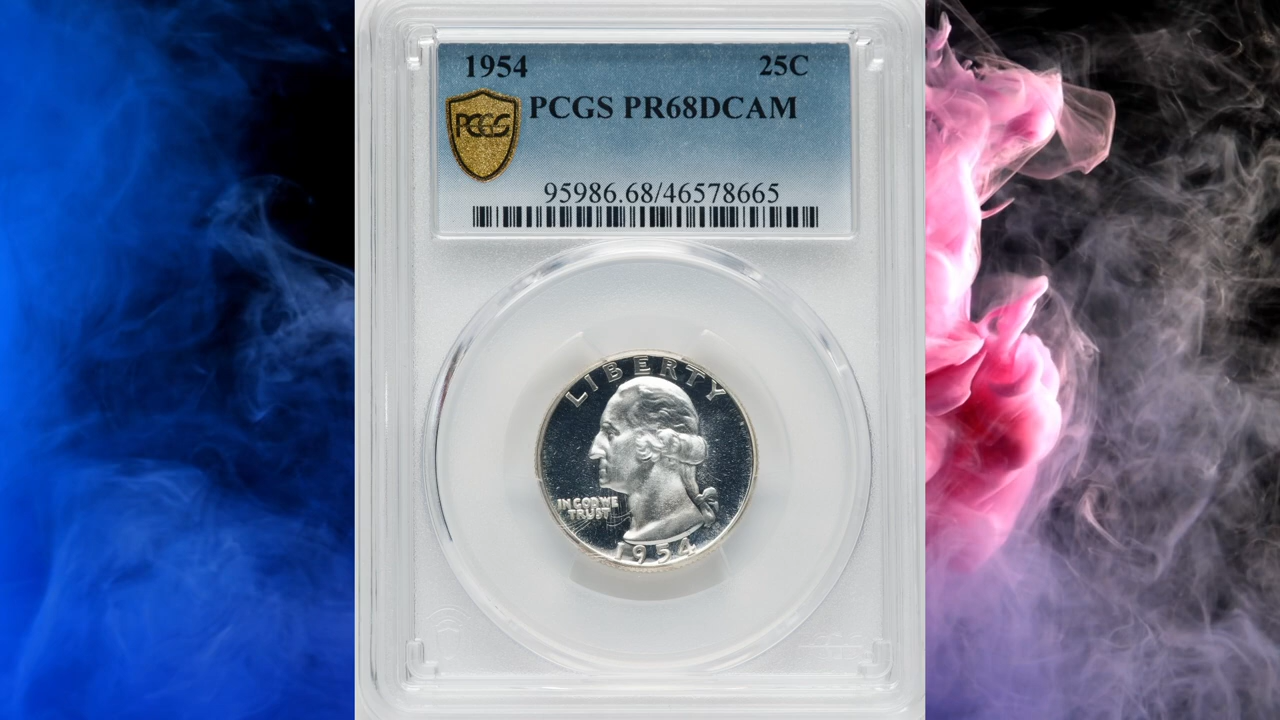 1954 25C
PCGS PCGS PR68DCAM
95986.68/46578665
LIBERTY
IN GOD WE
TRUST
1954